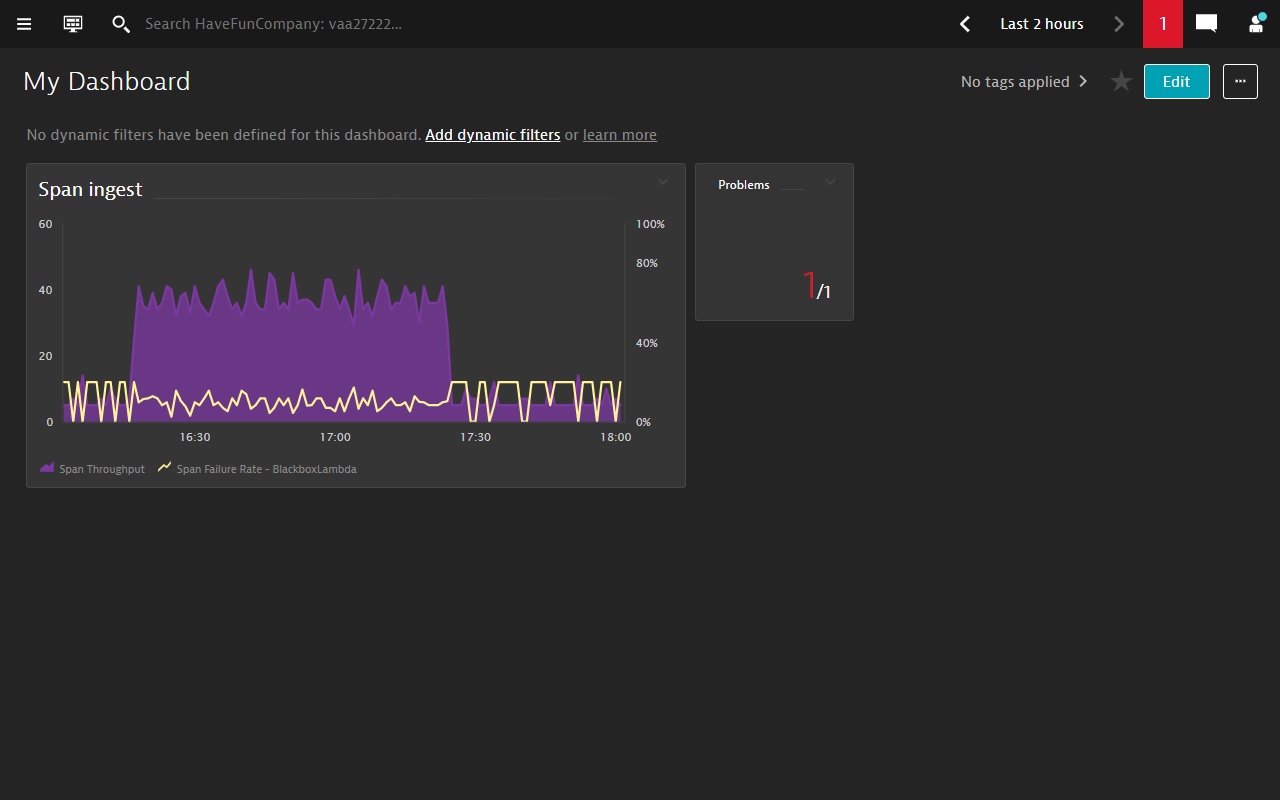 Search HaveFunCompany: vaa27222...
Last 2 hours
1
My Dashboard
No tags applied
Edit
...
No dynamic filters have been defined for this dashboard. Add dynamic filters or learn more
Span ingest
60
40
20
0
100%
80%
40%
0%
16:30
17:00
17:30
18:00
Span Throughput
Span Failure Rate - BlackboxLambda
Problems
1/1